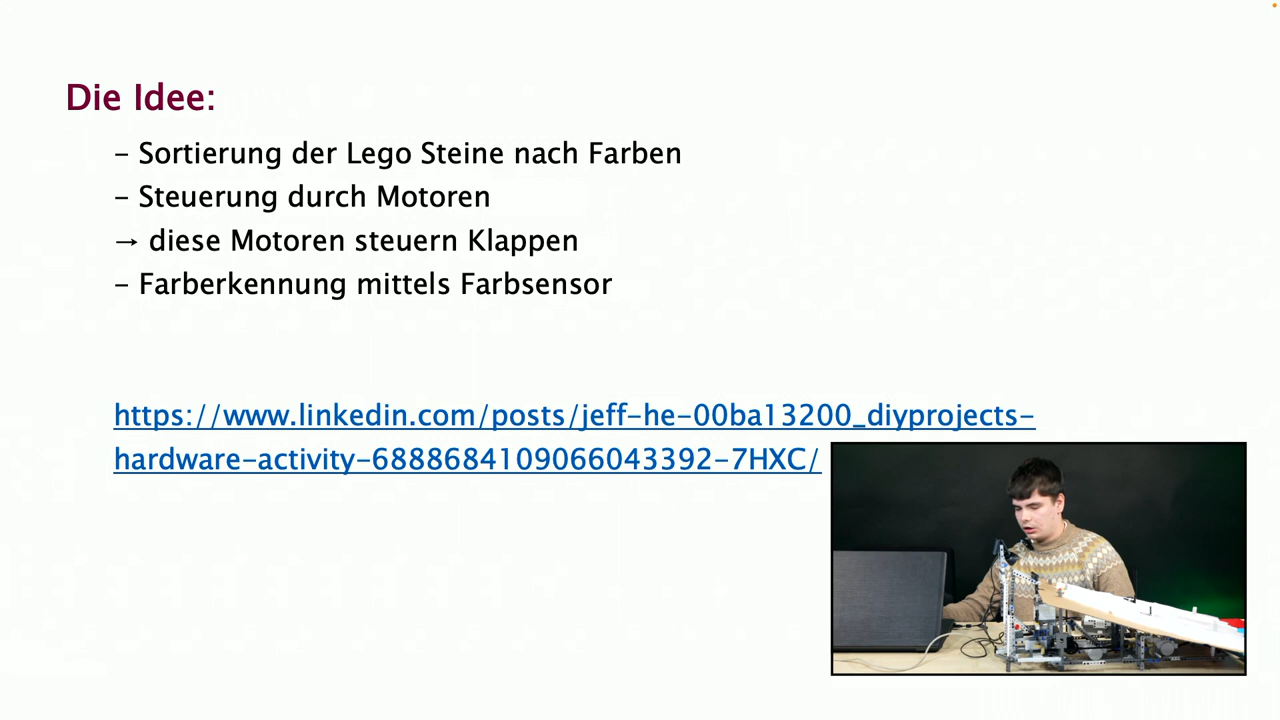 Die Idee:
– Sortierung der Lego Steine nach Farben
– Steuerung durch Motoren
→ diese Motoren steuern Klappen
– Farberkennung mittels Farbsensor
https://www.linkedin.com/posts/jeff-he-00ba13200_diyprojects-
hardware-activity-6888684109066043392-7HXC/